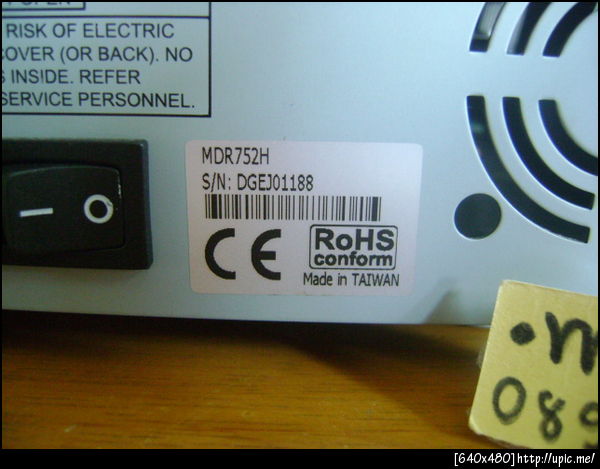 RISK OF ELECTRIC
COVER (OR BACK). NO
INSIDE. REFER
SERVICE PERSONNEL.
MDR752H
S/N: DGEJ01188
CE
RoHS
conform
Made in TAIWAN
089
[640x480]http://upic.me/